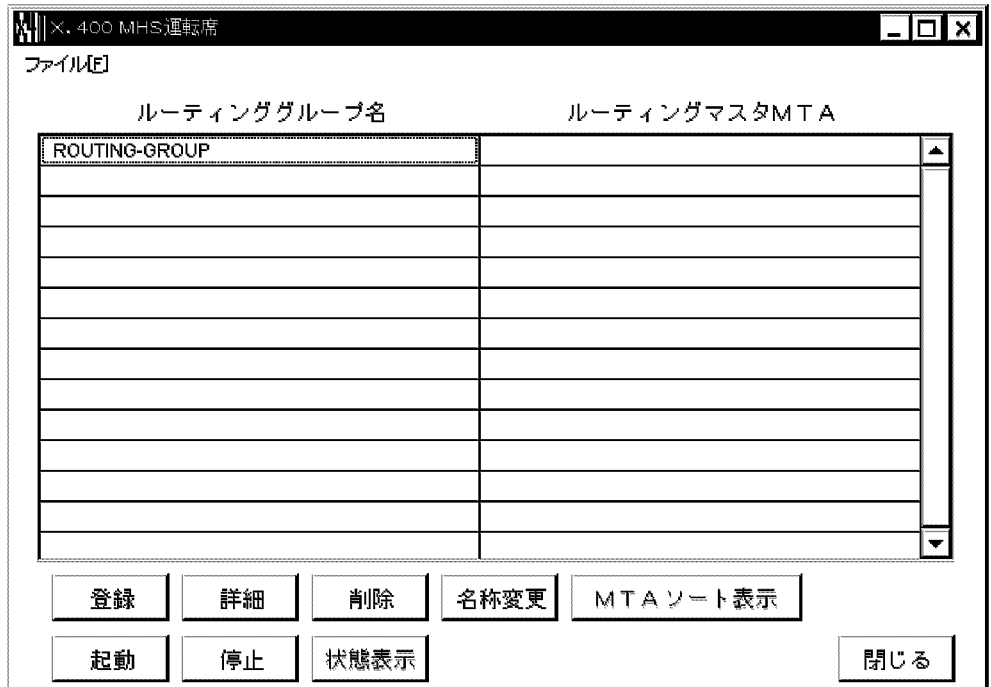 X. 400 MHS運転席
ファイル[F]
ルーティンググループ名 ルーティングマスタMTA
ROUTING-GROUP
登録 詳細 削除 名称変更 MTAソート表示
起動 停止 状態表示 閉じる